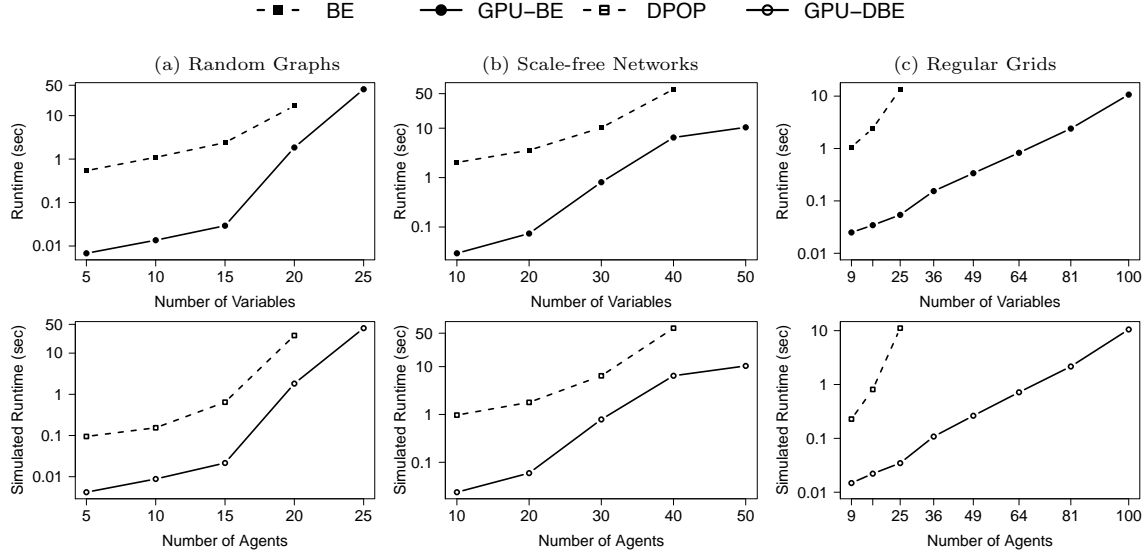 BE GPU−BE DPOP GPU−DBE
(a) Random Graphs
Runtime (sec)
50
10
1
0.1
0.01
5 10 15 20 25
Number of Variables
(b) Scale-free Networks
Runtime (sec)
50
10
1
0.1
10 20 30 40 50
Number of Variables
(c) Regular Grids
Runtime (sec)
10
1
0.1
0.01
9 25 36 49 64 81 100
Number of Variables
Simulated Runtime (sec)
50
10
1
0.1
0.01
5 10 15 20 25
Number of Agents
Simulated Runtime (sec)
50
10
1
0.1
10 20 30 40 50
Number of Agents
Simulated Runtime (sec)
10
1
0.1
0.01
9 25 36 49 64 81 100
Number of Agents